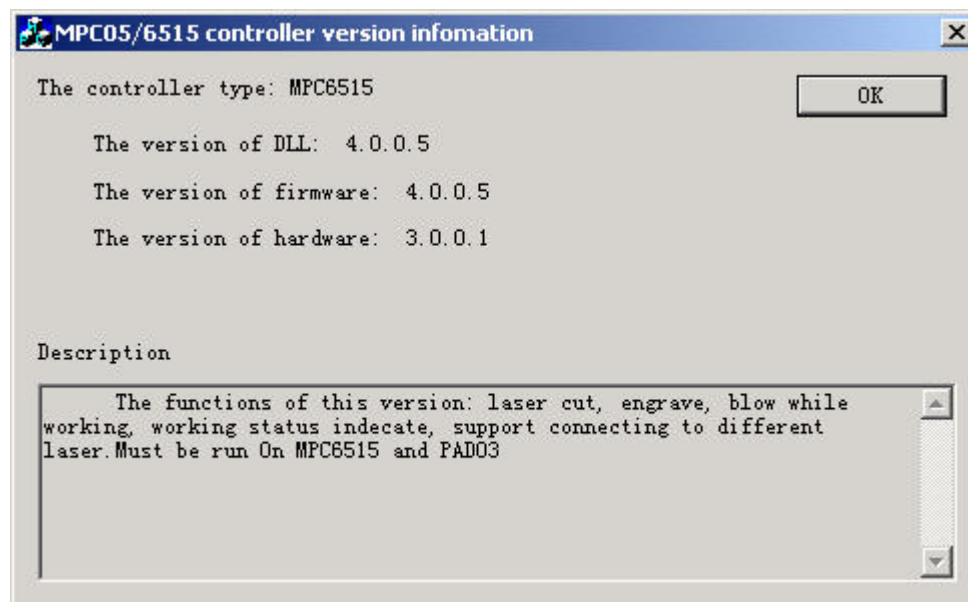 MPC05/6515 controller version infomation
The controller type: MPC6515
OK
The version of DLL: 4.0.0.5
The version of firmware: 4.0.0.5
The version of hardware: 3.0.0.1
Description
The functions of this version: laser cut, engrave, blow while
working, working status indecate, support connecting to different
laser.Must be run On MPC6515 and PAD03